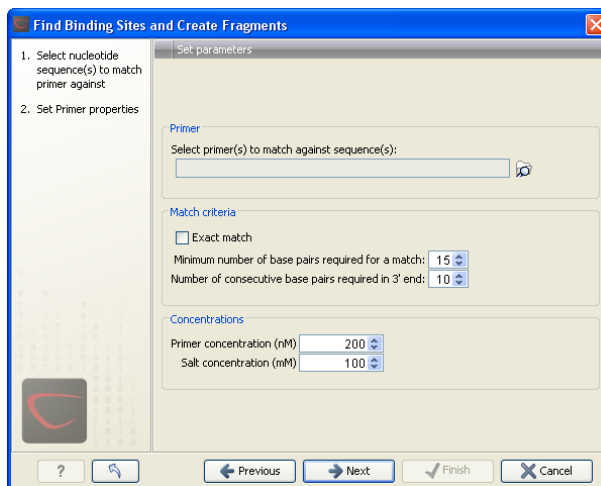 Find Binding Sites and Create Fragments
1. Select nucleotide
sequence(s) to match
primer against
2. Set Primer properties
Set parameters
Primer
Select primer(s) to match against sequence(s):
Match criteria
Exact match
Minimum number of base pairs required for a match: 15
Number of consecutive base pairs required in 3' end: 10
Concentrations
Primer concentration (nM) 200
Salt concentration (mM) 100
? Previous Next Finish Cancel